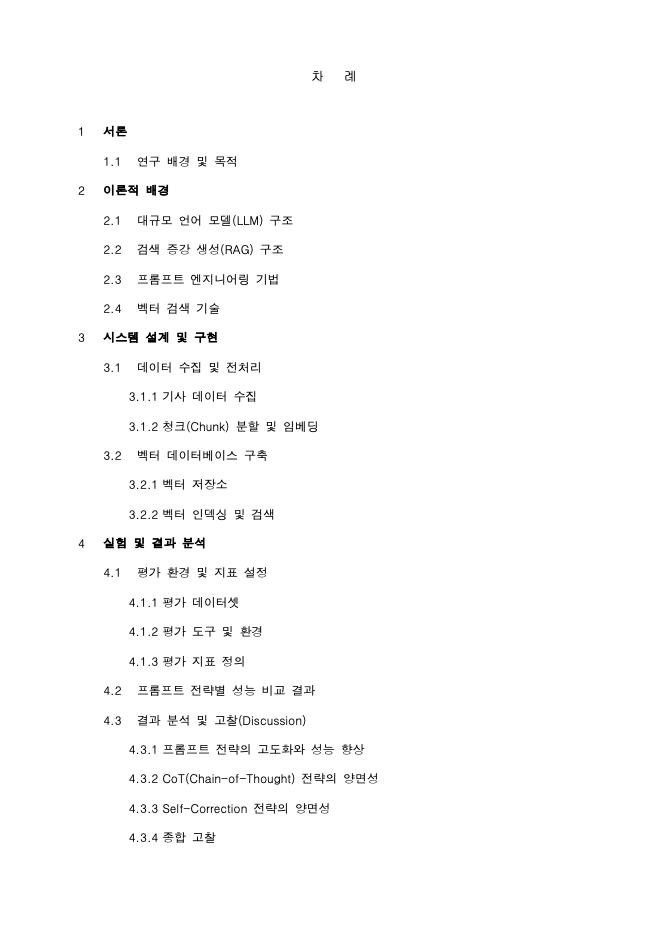 차 례
1 서론
1.1 연구 배경 및 목적
2 이론적 배경
2.1 대규모 언어 모델(LLM) 구조
2.2 검색 증강 생성(RAG) 구조
2.3 프롬프트 엔지니어링 기법
2.4 벡터 검색 기술
3 시스템 설계 및 구현
3.1 데이터 수집 및 전처리
3.1.1 기사 데이터 수집
3.1.2 청크(Chunk) 분할 및 임베딩
3.2 벡터 데이터베이스 구축
3.2.1 벡터 저장소
3.2.2 벡터 인덱싱 및 검색
4 실험 및 결과 분석
4.1 평가 환경 및 지표 설정
4.1.1 평가 데이터셋
4.1.2 평가 도구 및 환경
4.1.3 평가 지표 정의
4.2 프롬프트 전략별 성능 비교 결과
4.3 결과 분석 및 고찰(Discussion)
4.3.1 프롬프트 전략의 고도화와 성능 향상
4.3.2 CoT(Chain-of-Thought) 전략의 양면성
4.3.3 Self-Correction 전략의 양면성
4.3.4 종합 고찰